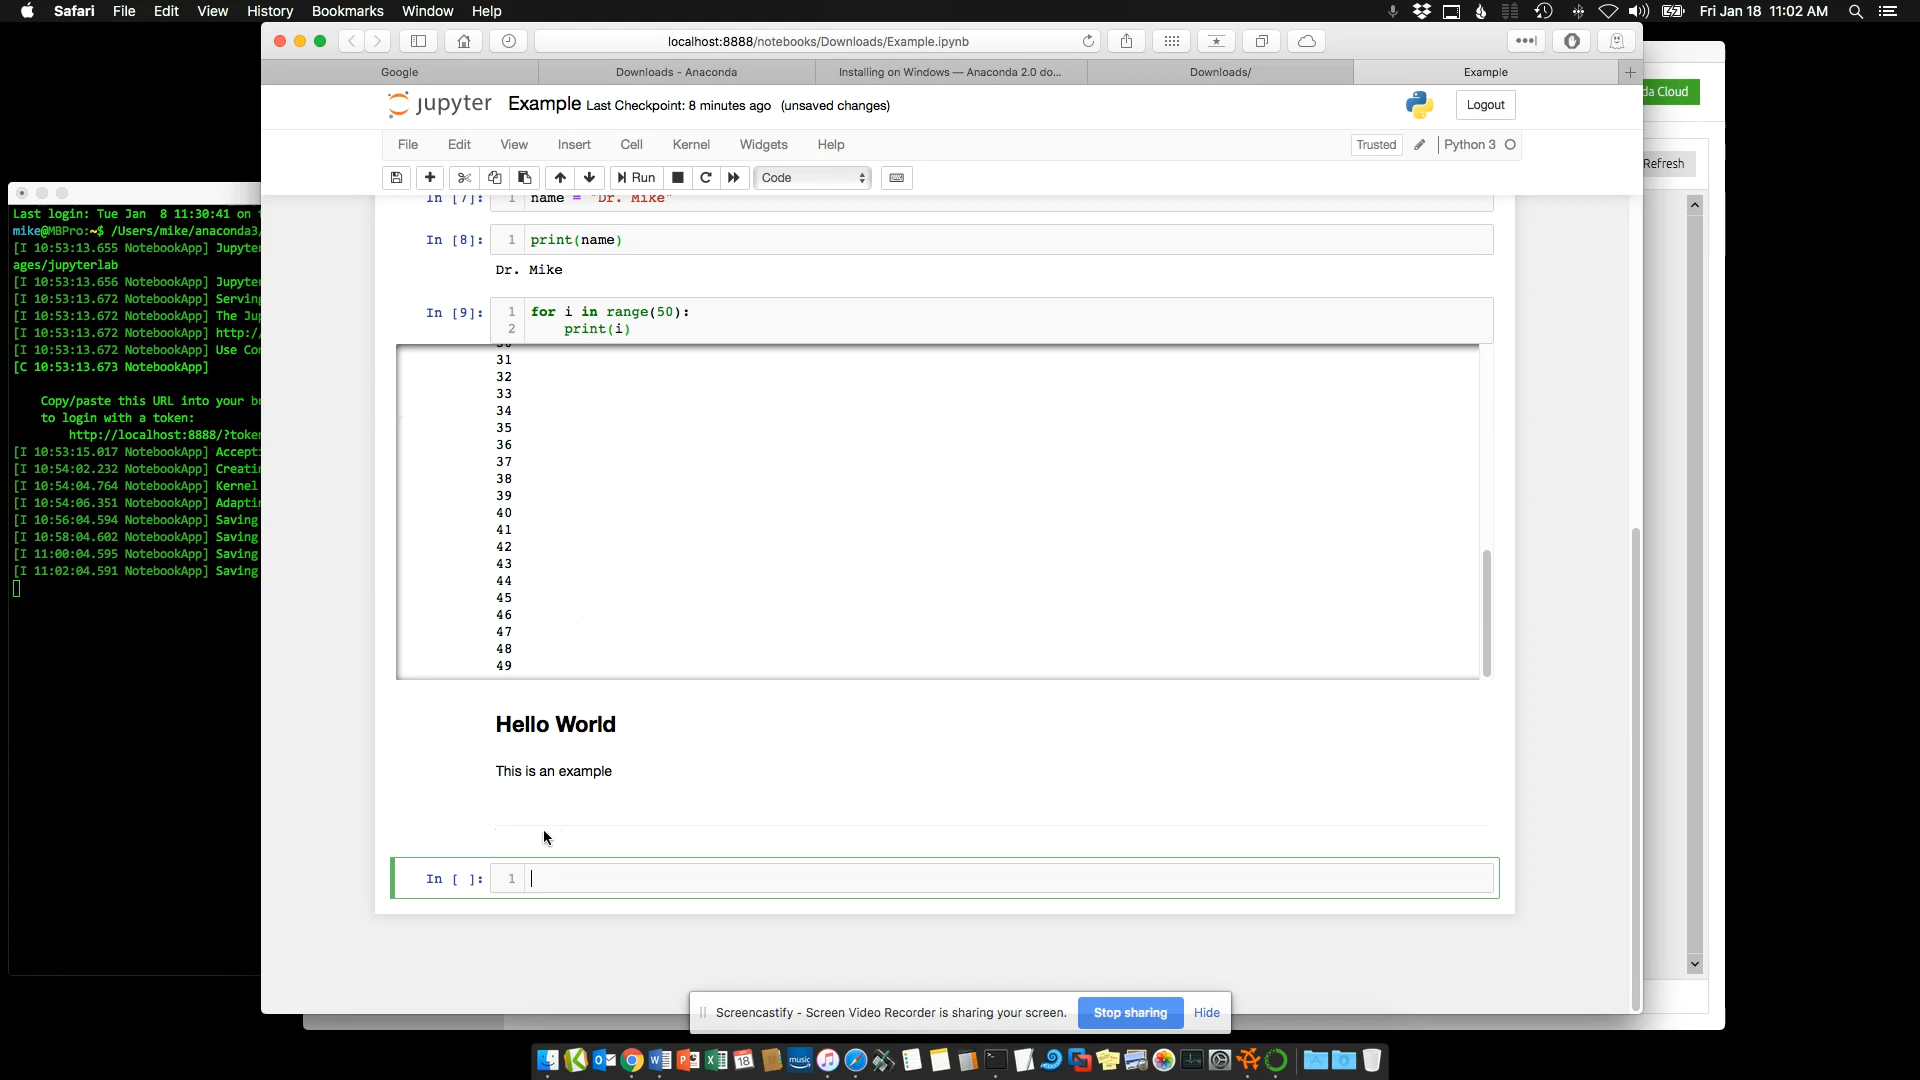 Safari File Edit View History Bookmarks Window Help
Fri Jan 18 11:02 AM
localhost:8888/notebooks/Downloads/Example.ipynb
Google
Downloads - Anaconda
Installing on Windows — Anaconda 2.0 do...
Downloads/
Example
da Cloud
jupyter Example Last Checkpoint: 8 minutes ago (unsaved changes)
Logout
File Edit View Insert Cell Kernel Widgets Help
Trusted
Python 3
Refresh
Run
Code
Last login: Tue Jan 8 11:30:41 on
mike@MBPro:~$ /Users/mike/anaconda3/
[I 10:53:13.655 NotebookApp] Jupyte
ages/jupyterlab
[I 10:53:13.656 NotebookApp] Jupyte
[I 10:53:13.672 NotebookApp] Serving
[I 10:53:13.672 NotebookApp] The Ju
[I 10:53:13.672 NotebookApp] http:/
[I 10:53:13.672 NotebookApp] Use Co
[C 10:53:13.673 NotebookApp]
Copy/paste this URL into your b
to login with a token:
http://localhost:8888/?toke
[I 10:53:15.017 NotebookApp] Accept
[I 10:54:02.232 NotebookApp] Creati
[I 10:54:04.764 NotebookApp] Kernel
[I 10:54:06.351 NotebookApp] Adapti
[I 10:56:04.594 NotebookApp] Saving
[I 10:58:04.602 NotebookApp] Saving
[I 11:00:04.595 NotebookApp] Saving
[I 11:02:04.591 NotebookApp] Saving
In [7]: 1 name = "Dr. Mike"
In [8]: 1 print(name)
Dr. Mike
In [9]: 1 for i in range(50):
2 print(i)
31
32
33
34
35
36
37
38
39
40
41
42
43
44
45
46
47
48
49
Hello World
This is an example
In [ ]: 1
Screencastify - Screen Video Recorder is sharing your screen.
Stop sharing
Hide
18
music